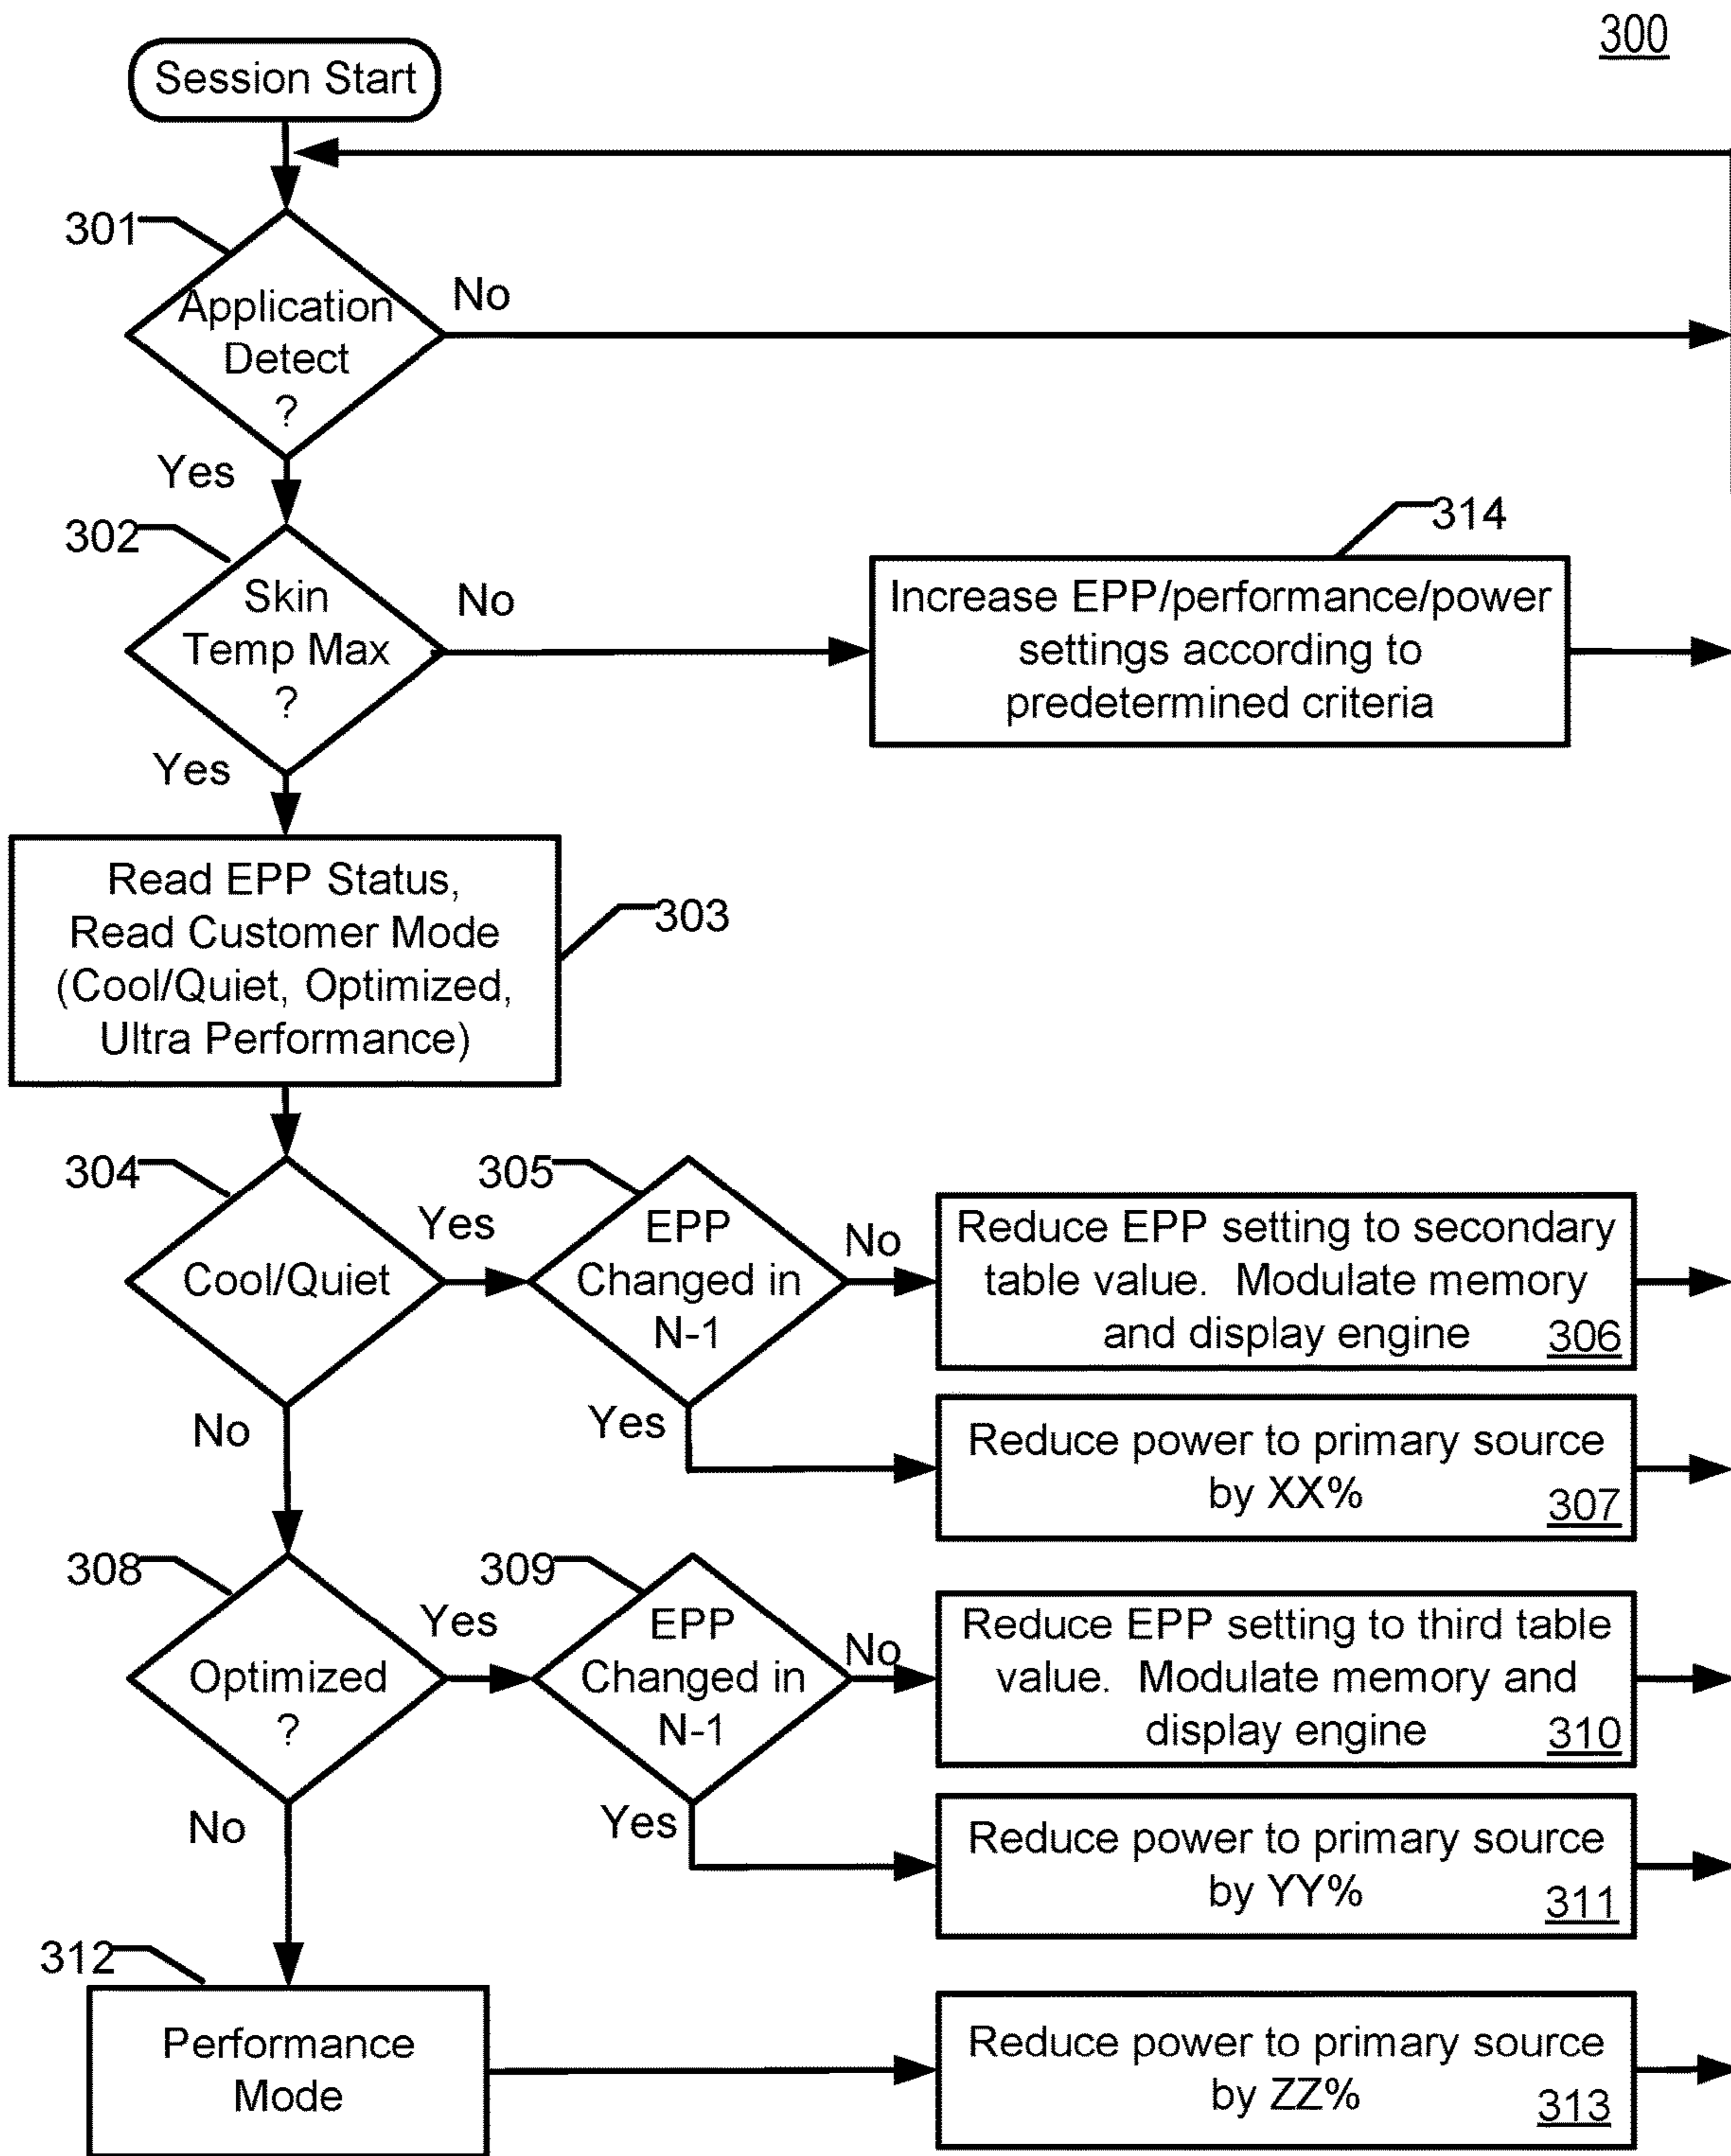 300
Session Start
301
Application
Detect
?
No
Yes
302
Skin
Temp Max
?
No
Yes
314
Increase EPP/performance/power
settings according to
predetermined criteria
Read EPP Status,
Read Customer Mode
(Cool/Quiet, Optimized,
Ultra Performance)
303
304
Cool/Quiet
Yes
No
305
EPP
Changed in
N-1
No
Yes
Reduce EPP setting to secondary
table value. Modulate memory
and display engine
306
Reduce power to primary source
by XX%
307
308
Optimized
?
Yes
No
309
EPP
Changed in
N-1
No
Yes
Reduce EPP setting to third table
value. Modulate memory and
display engine
310
Reduce power to primary source
by YY%
311
312
Performance
Mode
Reduce power to primary source
by ZZ%
313